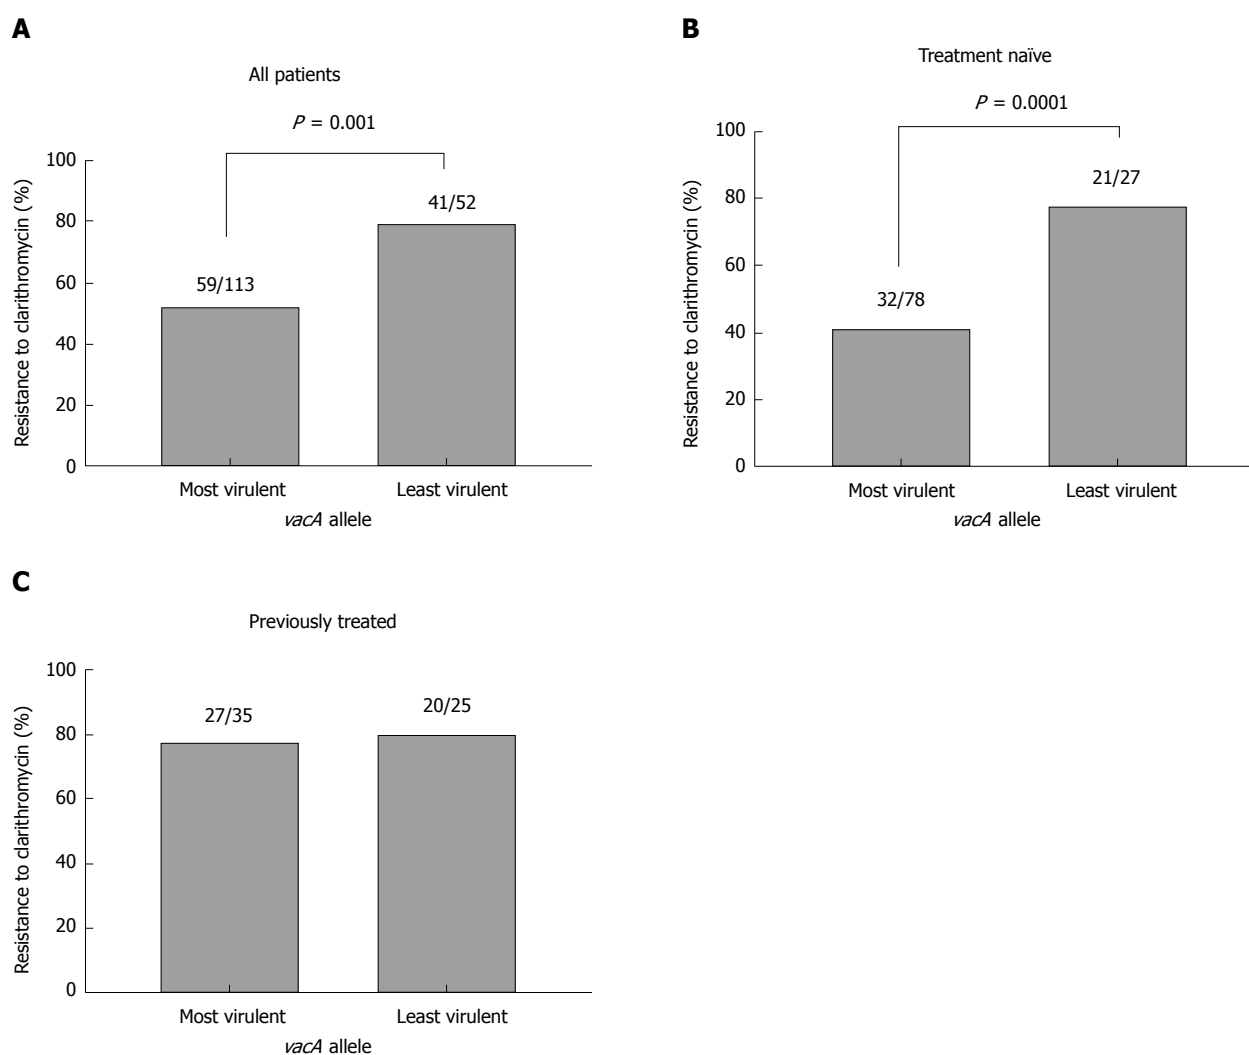 A
All patients
P = 0.001
Resistance to clarithromycin (%)
100
80
60
40
20
0
59/113
41/52
Most virulent
Least virulent
vacA allele
B
Treatment naïve
P = 0.0001
Resistance to clarithromycin (%)
100
80
60
40
20
0
32/78
21/27
Most virulent
Least virulent
vacA allele
C
Previously treated
Resistance to clarithromycin (%)
100
80
60
40
20
0
27/35
20/25
Most virulent
Least virulent
vacA allele